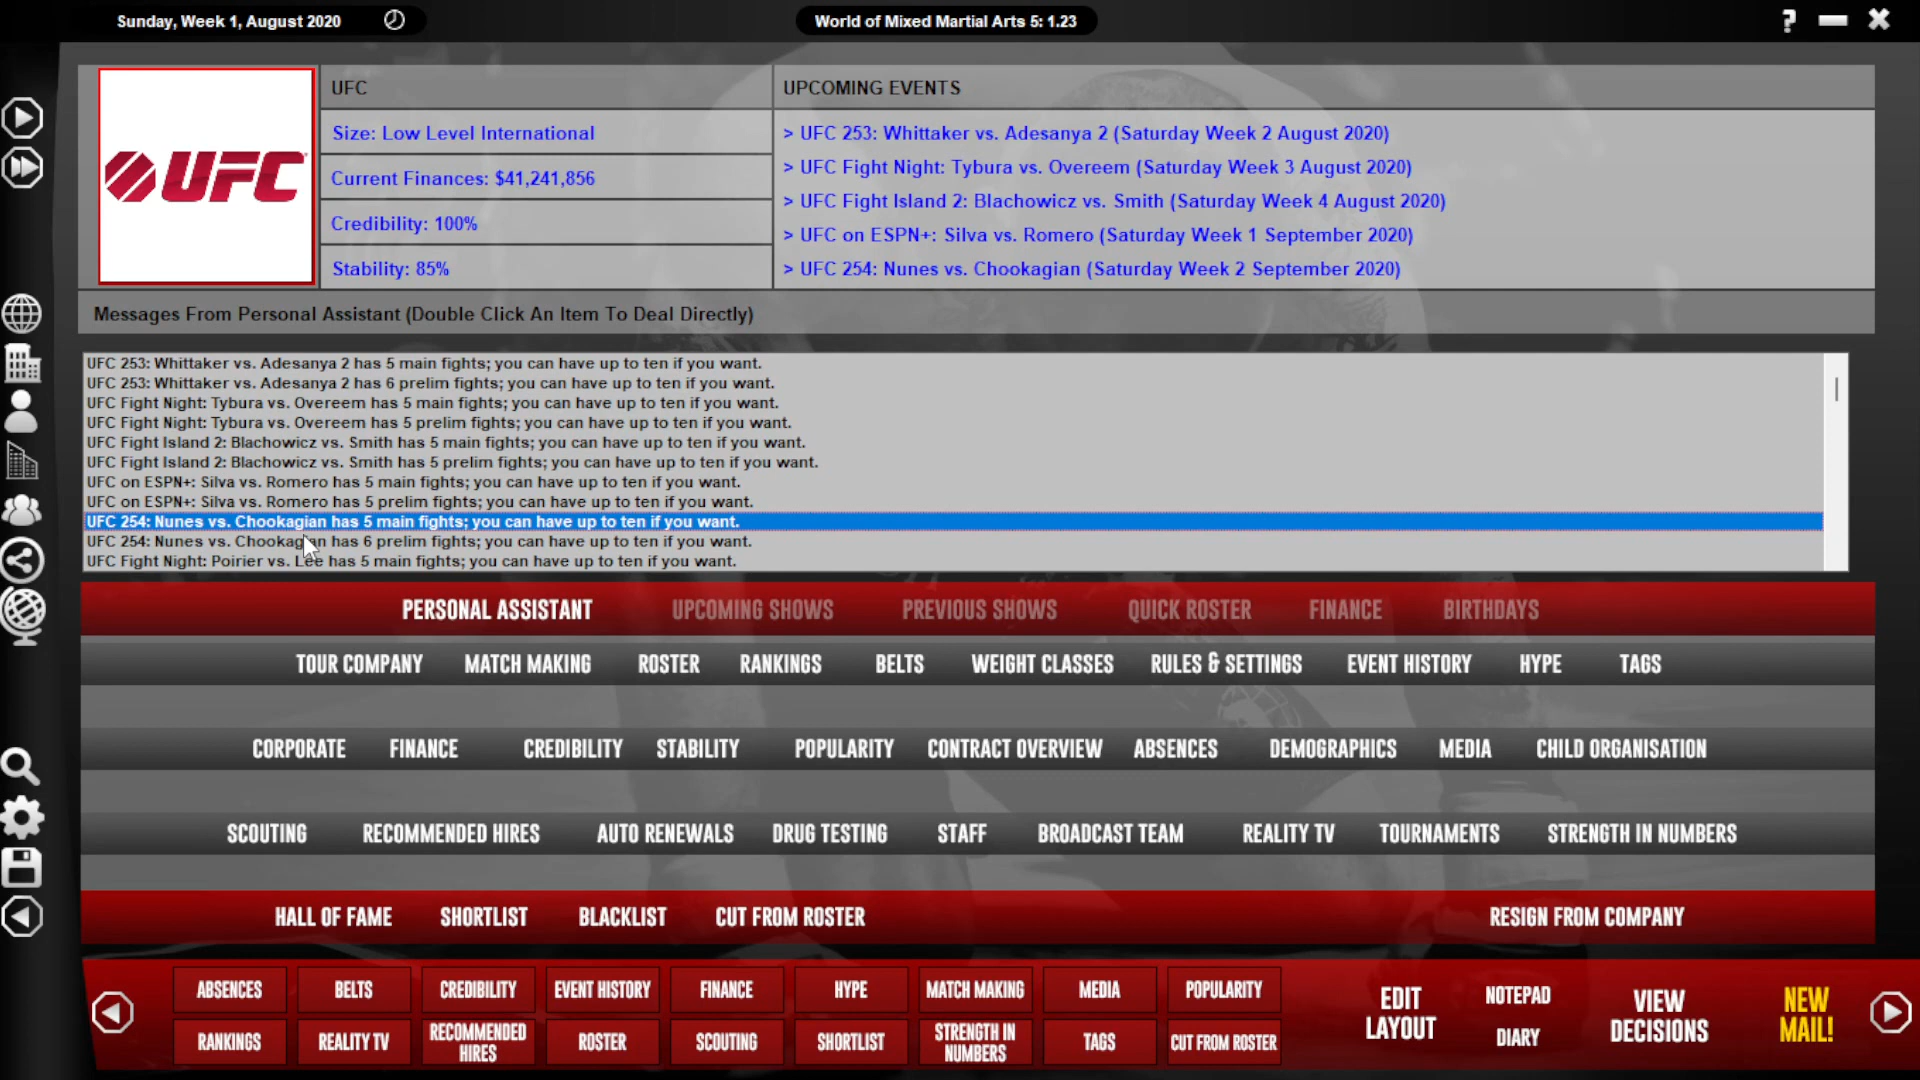 Sunday, Week 1, August 2020
World of Mixed Martial Arts 5: 1.23
?
UFC
UFC
Size: Low Level International
Current Finances: $41,241,856
Credibility: 100%
Stability: 85%
UPCOMING EVENTS
> UFC 253: Whittaker vs. Adesanya 2 (Saturday Week 2 August 2020)
> UFC Fight Night: Tybura vs. Overeem (Saturday Week 3 August 2020)
> UFC Fight Island 2: Blachowicz vs. Smith (Saturday Week 4 August 2020)
> UFC on ESPN+: Silva vs. Romero (Saturday Week 1 September 2020)
> UFC 254: Nunes vs. Chookagian (Saturday Week 2 September 2020)
Messages From Personal Assistant (Double Click An Item To Deal Directly)
UFC 253: Whittaker vs. Adesanya 2 has 5 main fights; you can have up to ten if you want.
UFC 253: Whittaker vs. Adesanya 2 has 6 prelim fights; you can have up to ten if you want.
UFC Fight Night: Tybura vs. Overeem has 5 main fights; you can have up to ten if you want.
UFC Fight Night: Tybura vs. Overeem has 5 prelim fights; you can have up to ten if you want.
UFC Fight Island 2: Blachowicz vs. Smith has 5 main fights; you can have up to ten if you want.
UFC Fight Island 2: Blachowicz vs. Smith has 5 prelim fights; you can have up to ten if you want.
UFC on ESPN+: Silva vs. Romero has 5 main fights; you can have up to ten if you want.
UFC on ESPN+: Silva vs. Romero has 5 prelim fights; you can have up to ten if you want.
UFC 254: Nunes vs. Chookagian has 5 main fights; you can have up to ten if you want.
UFC 254: Nunes vs. Chookagian has 6 prelim fights; you can have up to ten if you want.
UFC Fight Night: Poirier vs. Lee has 5 main fights; you can have up to ten if you want.
PERSONAL ASSISTANT UPCOMING SHOWS PREVIOUS SHOWS QUICK ROSTER FINANCE BIRTHDAYS
TOUR COMPANY MATCH MAKING ROSTER RANKINGS BELTS WEIGHT CLASSES RULES & SETTINGS EVENT HISTORY HYPE TAGS
CORPORATE FINANCE CREDIBILITY STABILITY POPULARITY CONTRACT OVERVIEW ABSENCES DEMOGRAPHICS MEDIA CHILD ORGANISATION
SCOUTING RECOMMENDED HIRES AUTO RENEWALS DRUG TESTING STAFF BROADCAST TEAM REALITY TV TOURNAMENTS STRENGTH IN NUMBERS
HALL OF FAME SHORTLIST BLACKLIST CUT FROM ROSTER RESIGN FROM COMPANY
ABSENCES BELTS CREDIBILITY EVENT HISTORY FINANCE HYPE MATCH MAKING MEDIA POPULARITY
RANKINGS REALITY TV RECOMMENDED HIRES ROSTER SCOUTING SHORTLIST STRENGTH IN NUMBERS TAGS CUT FROM ROSTER
EDIT LAYOUT
NOTEPAD
DIARY
VIEW DECISIONS
NEW MAIL!